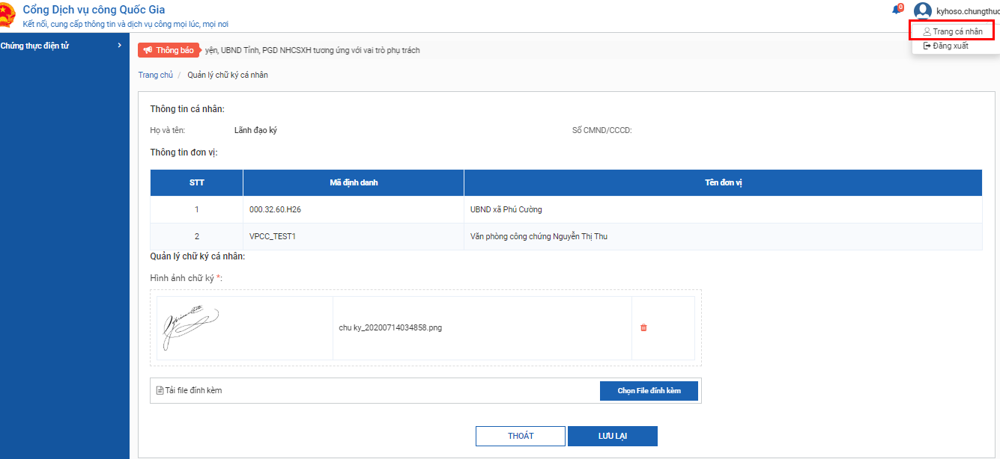 Cổng Dịch vụ công Quốc Gia
Kết nối, cung cấp thông tin và dịch vụ công mọi lúc, mọi nơi
0
kyhoso.chungthuc
Trang cá nhân
Đăng xuất
Chứng thực điện tử
Thông báo yện, UBND Tỉnh, PGD NHCSXH tương ứng với vai trò phụ trách
Trang chủ / Quản lý chữ ký cá nhân
Thông tin cá nhân:
Họ và tên: Lãnh đạo ký Số CMND/CCCD:
Thông tin đơn vị:
STT Mã định danh Tên đơn vị
1 000.32.60.H26 UBND xã Phú Cường
2 VPCC_TEST1 Văn phòng công chứng Nguyễn Thị Thu
Quản lý chữ ký cá nhân:
Hình ảnh chữ ký *:
chu ky_20200714034858.png
Tải file đính kèm Chọn File đính kèm
THOÁT LƯU LẠI